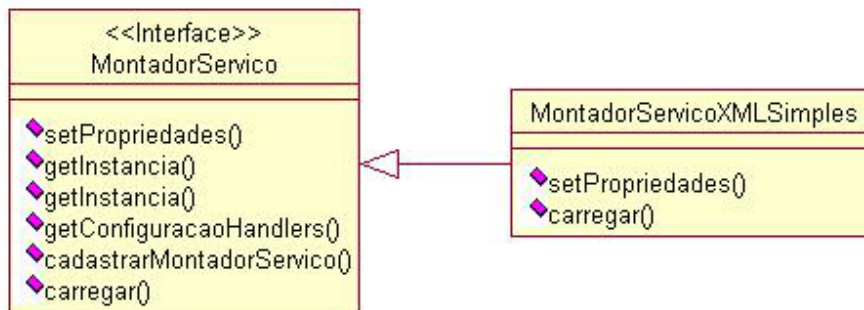 <<Interface>>
MontadorServico
setPropriedades()
getInstancia()
getInstancia()
getConfiguracaoHandlers()
cadastrarMontadorServico()
carregar()
MontadorServicoXMLSimples
setPropriedades()
carregar()